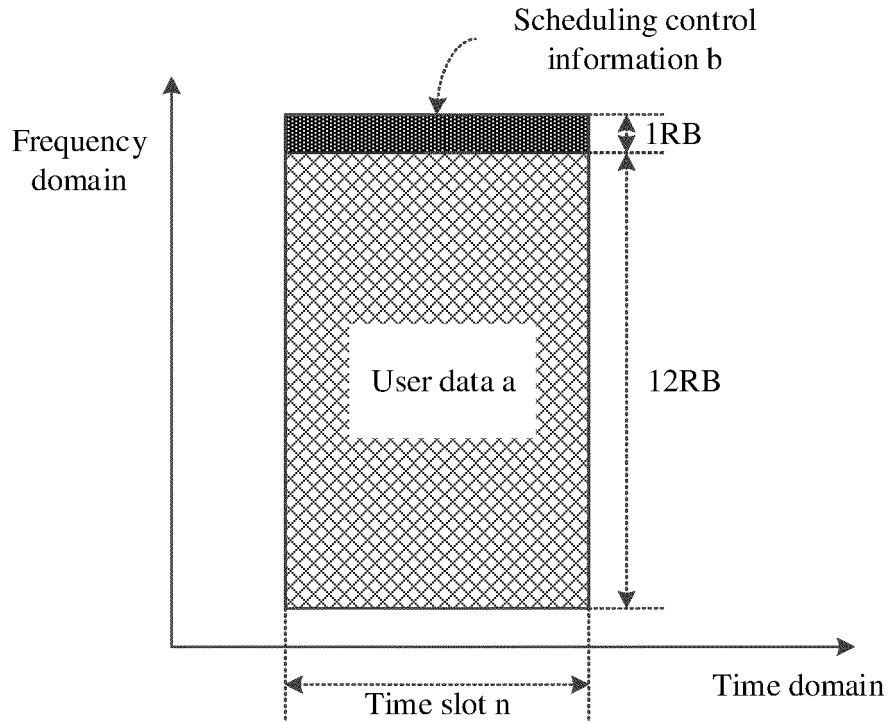 Scheduling control
information b
Frequency
domain
1RB
User data a
12RB
Time slot n
Time domain